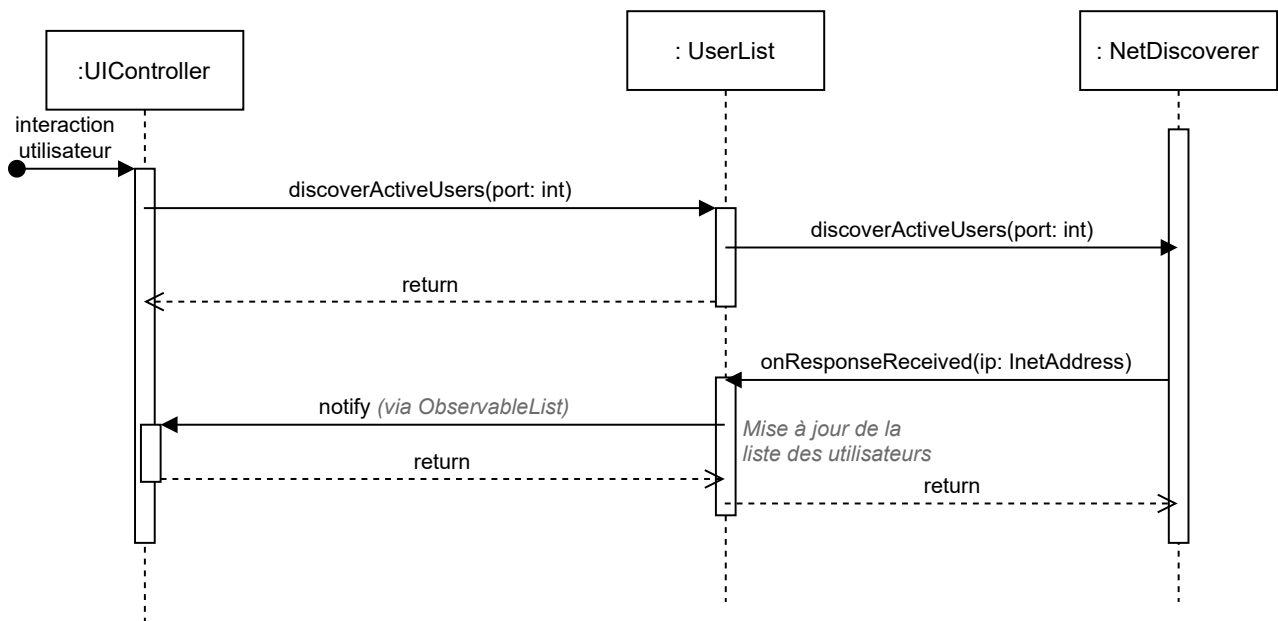 :UIController
: UserList
: NetDiscoverer
interaction
utilisateur
discoverActiveUsers(port: int)
discoverActiveUsers(port: int)
return
onResponseReceived(ip: InetAddress)
notify (via ObservableList)
Mise à jour de la
liste des utilisateurs
return
return